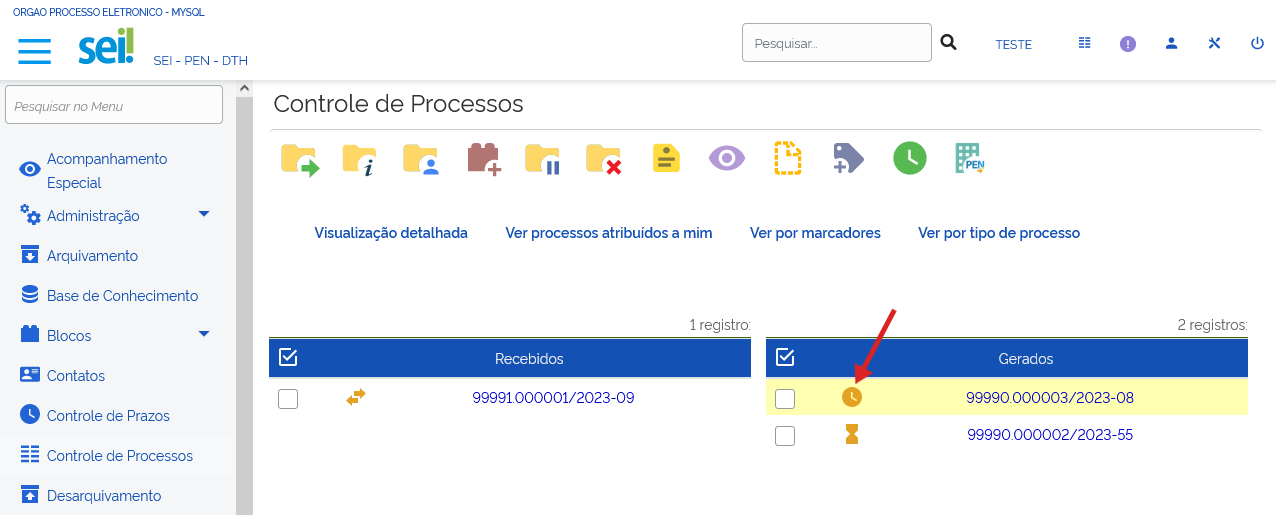 ORGAO PROCESSO ELETRONICO - MYSQL
sei!
SEI - PEN - DTH
Pesquisar...
TESTE
Pesquisar no Menu
Acompanhamento
Especial
Administração
Arquivamento
Base de Conhecimento
Blocos
Contatos
Controle de Prazos
Controle de Processos
Desarquivamento
Controle de Processos
PEN
Visualização detalhada
Ver processos atribuídos a mim
Ver por marcadores
Ver por tipo de processo
1 registro:
Recebidos
99991.000001/2023-09
2 registros:
Gerados
99990.000003/2023-08
99990.000002/2023-55